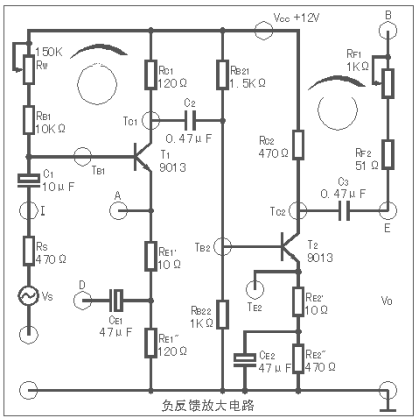 B
Vcc +12V
150K
Rw
RC1
120Ω
RB21
1.5KΩ
RF1
1KΩ
RB1
10KΩ
C2
TC1
0.47μF
RC2
470Ω
RF2
51Ω
T1
9013
TB1
C1
10μF
C3
0.47μF
TC2
I
A
E
RS
470Ω
RE1'
10Ω
TB2
T2
9013
VS
D
TE2
RE2'
10Ω
VO
CE1
47μF
RB22
1KΩ
RE1"
120Ω
CE2
47μF
RE2"
470Ω
负反馈放大电路